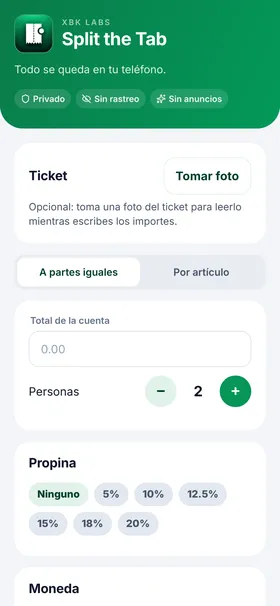 XBK LABS
Split the Tab
Todo se queda en tu teléfono.
Privado
Sin rastreo
Sin anuncios
Ticket
Tomar foto
Opcional: toma una foto del ticket para leerlo
mientras escribes los importes.
A partes iguales
Por artículo
Total de la cuenta
0.00
Personas
−
2
+
Propina
Ninguno
5%
10%
12.5%
15%
18%
20%
Moneda